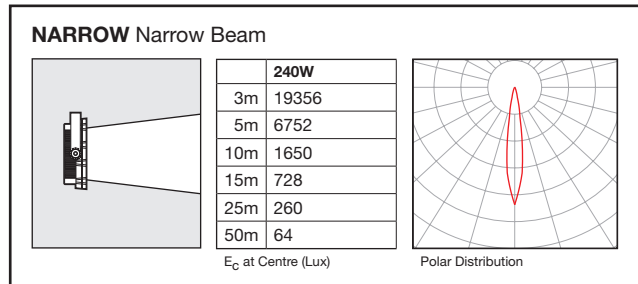 NARROW Narrow Beam
240W
3m 19356
5m 6752
10m 1650
15m 728
25m 260
50m 64
EC at Centre (Lux)
Polar Distribution